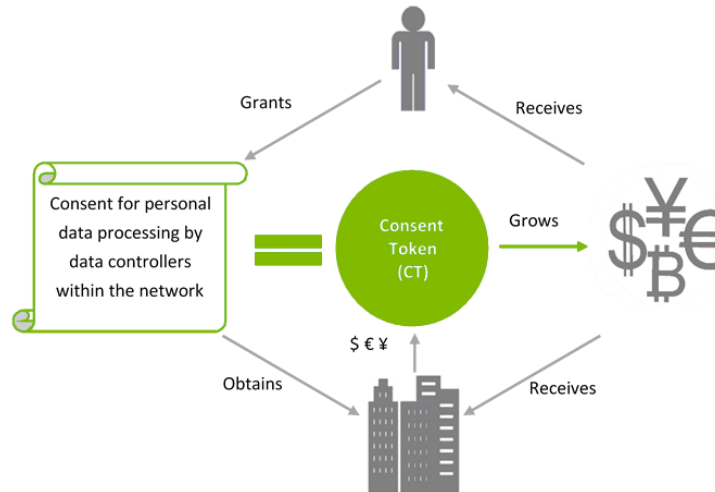 Grants
Receives
Consent for personal
data processing by
data controllers
within the network
Consent
Token
(CT)
Grows
$ ¥ € ₿
$ € ¥
Obtains
Receives